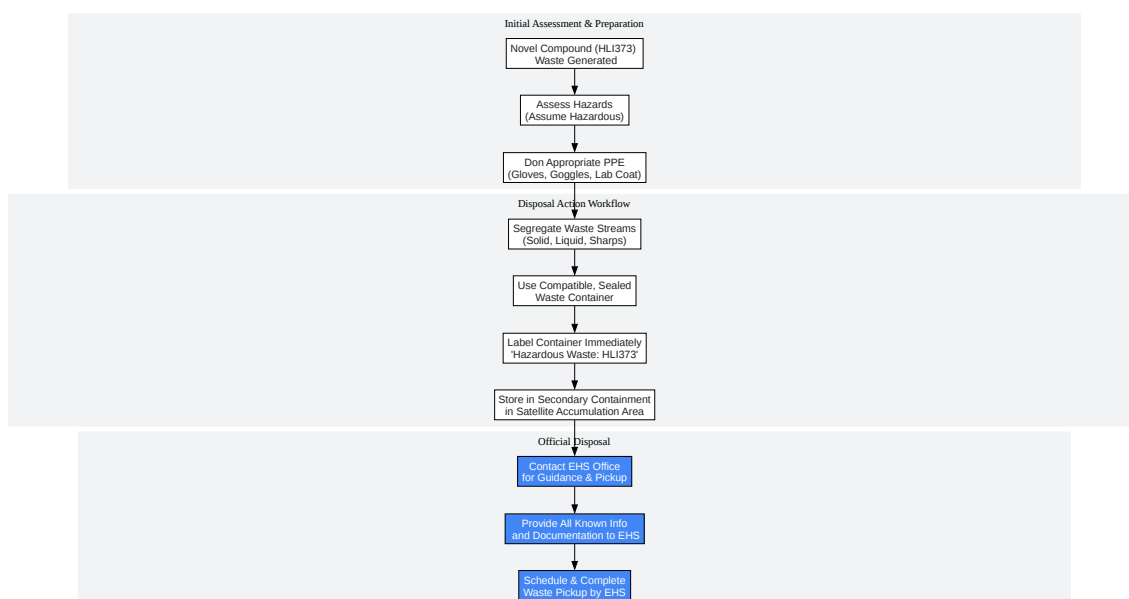 Initial Assessment & Preparation
Novel Compound (HLI373)
Waste Generated
Assess Hazards
(Assume Hazardous)
Don Appropriate PPE
(Gloves, Goggles, Lab Coat)
Disposal Action Workflow
Segregate Waste Streams
(Solid, Liquid, Sharps)
Use Compatible, Sealed
Waste Container
Label Container Immediately
'Hazardous Waste: HLI373'
Store in Secondary Containment
in Satellite Accumulation Area
Official Disposal
Contact EHS Office
for Guidance & Pickup
Provide All Known Info
and Documentation to EHS
Schedule & Complete
Waste Pickup by EHS